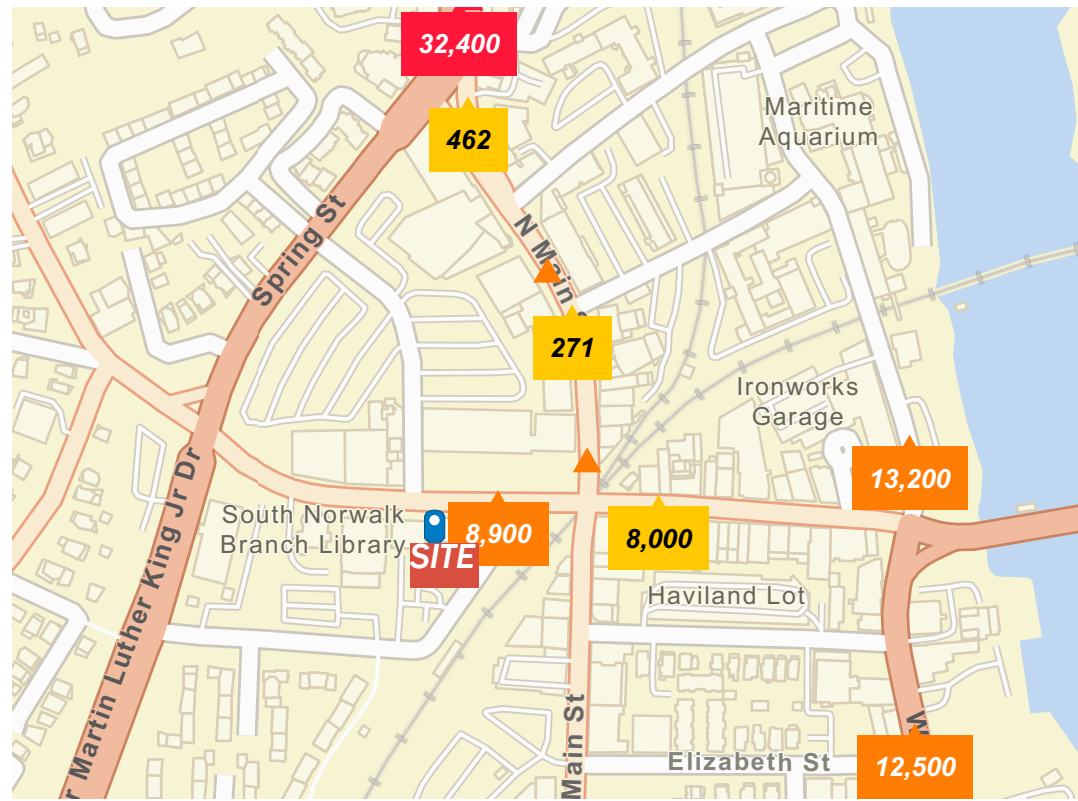 32,400
Maritime
Aquarium
462
Spring St
N Main
271
Ironworks
Garage
13,200
South Norwalk
Branch Library
8,900
8,000
SITE
Haviland Lot
r Martin Luther King Jr Dr
Main St
Elizabeth St
W
12,500